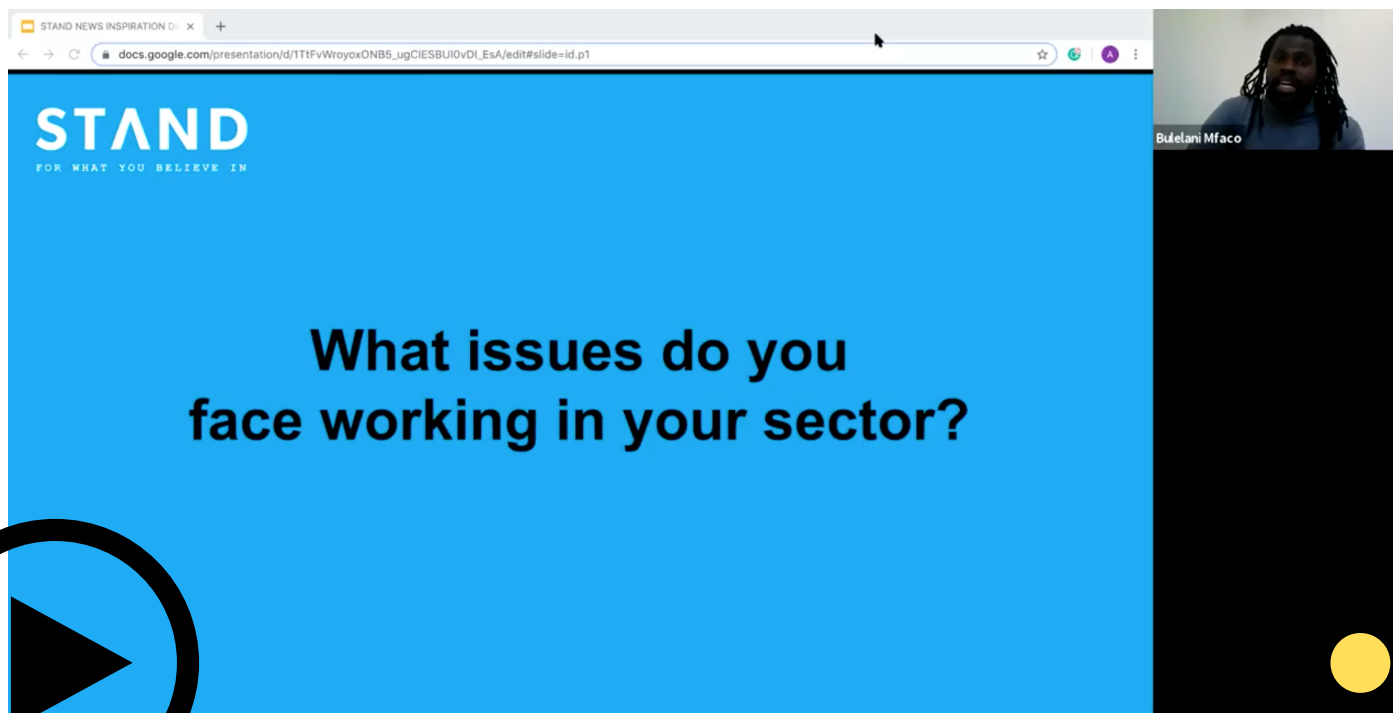 STAND NEWS INSPIRATION D
docs.google.com/presentation/d/1TtFvWroyoxONB5_ugCIESBUI0vDI_EsA/edit#slide=id.p1
A
STAND
FOR WHAT YOU BELIEVE IN
Bulelani Mfaco
What issues do you
face working in your sector?